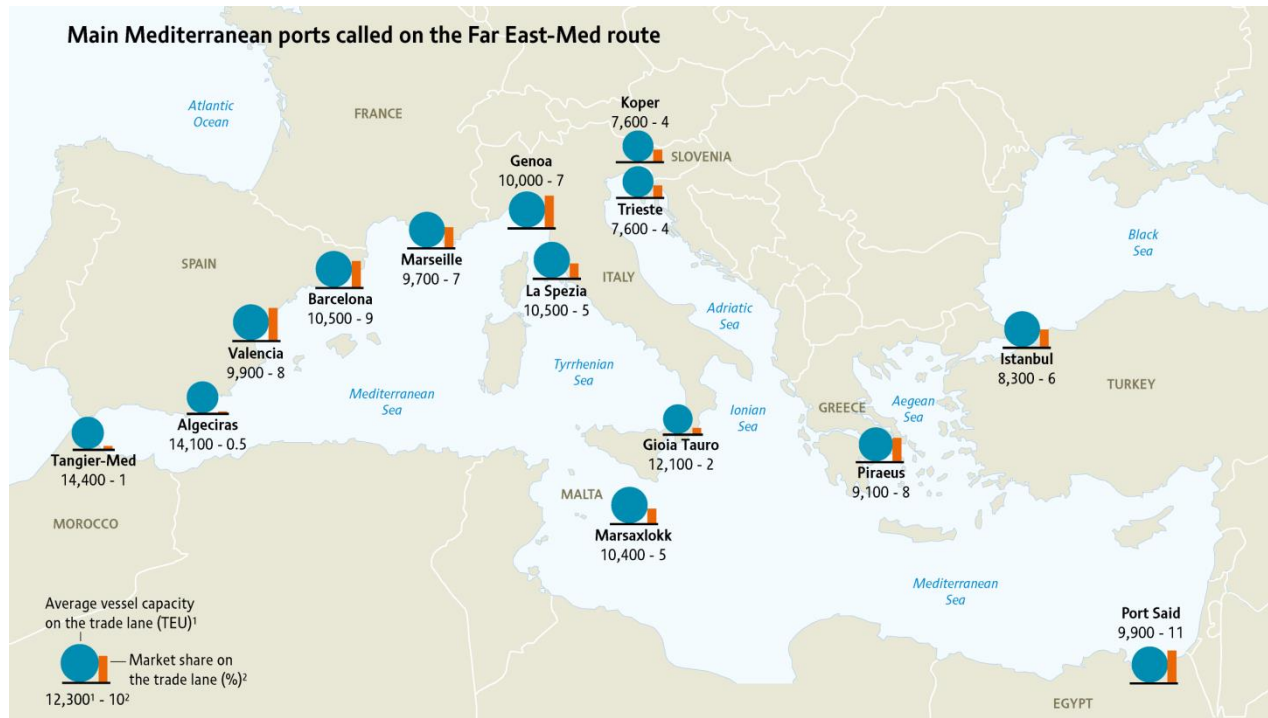 Main Mediterranean ports called on the Far East-Med route
Atlantic
Ocean
FRANCE
Koper
7,600 - 4
SLOVENIA
Genoa
10,000 - 7
Trieste
7,600 - 4
Black
Sea
SPAIN
Marseille
9,700 - 7
ITALY
La Spezia
10,500 - 5
Barcelona
10,500 - 9
Adriatic
Sea
Valencia
9,900 - 8
Istanbul
8,300 - 6
Tyrrhenian
Sea
TURKEY
Mediterranean
Sea
Ionian
Sea
GREECE
Aegean
Sea
Algeciras
14,100 - 0.5
Gioia Tauro
12,100 - 2
Tangier-Med
14,400 - 1
Piraeus
9,100 - 8
MALTA
MOROCCO
Marsaxlokk
10,400 - 5
Mediterranean
Sea
Average vessel capacity
on the trade lane (TEU)¹
Market share on
the trade lane (%)²
12,300¹ - 10²
Port Said
9,900 - 11
EGYPT